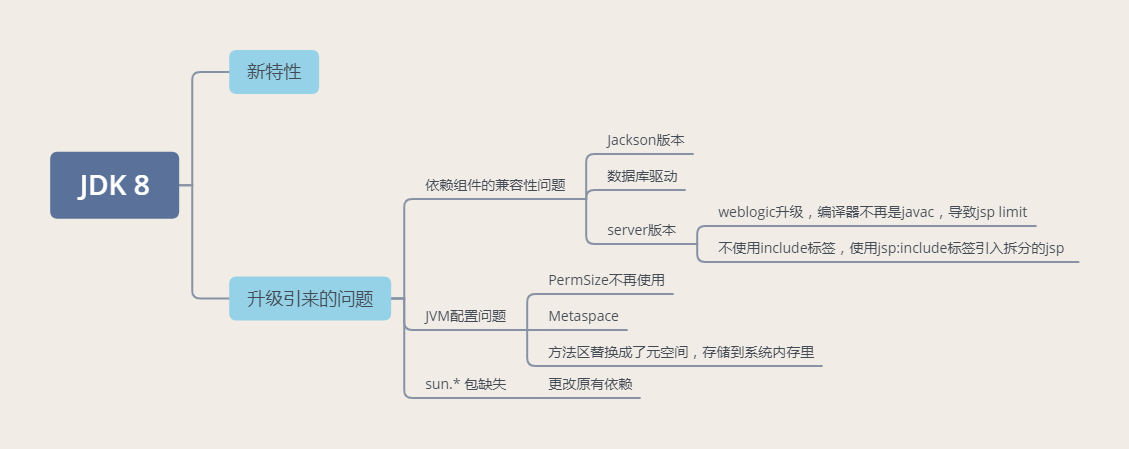 JDK 8
新特性
升级引来的问题
依赖组件的兼容性问题
Jackson版本
数据库驱动
server版本
weblogic升级，编译器不再是javac，导致jsp limit
不使用include标签，使用jsp:include标签引入拆分的jsp
JVM配置问题
PermSize不再使用
Metaspace
方法区替换成了元空间，存储到系统内存里
sun.* 包缺失
更改原有依赖